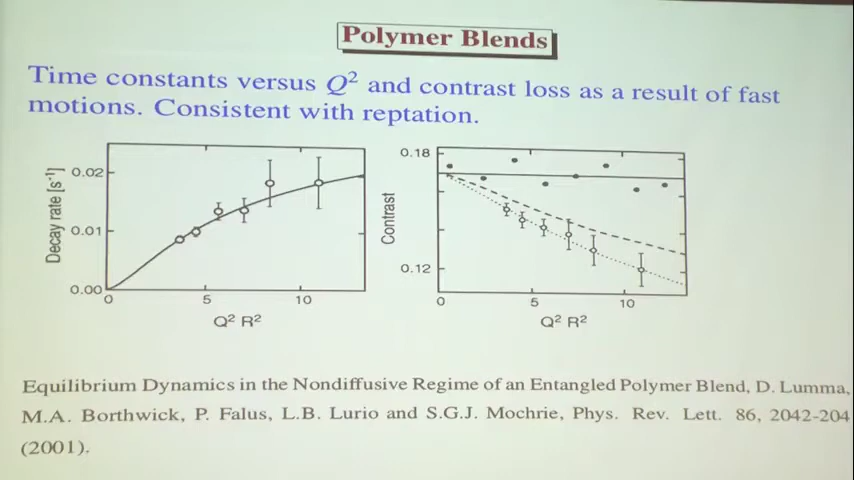 Polymer Blends
Time constants versus Q² and contrast loss as a result of fast
motions. Consistent with reptation.
Decay rate [s⁻¹]
0.02
0.01
0.00
0
5
10
Q² R²
Contrast
0.18
0.12
0
5
10
Q² R²
Equilibrium Dynamics in the Nondiffusive Regime of an Entangled Polymer Blend, D. Lumma,
M.A. Borthwick, P. Falus, L.B. Lurio and S.G.J. Mochrie, Phys. Rev. Lett. 86, 2042-204
(2001).